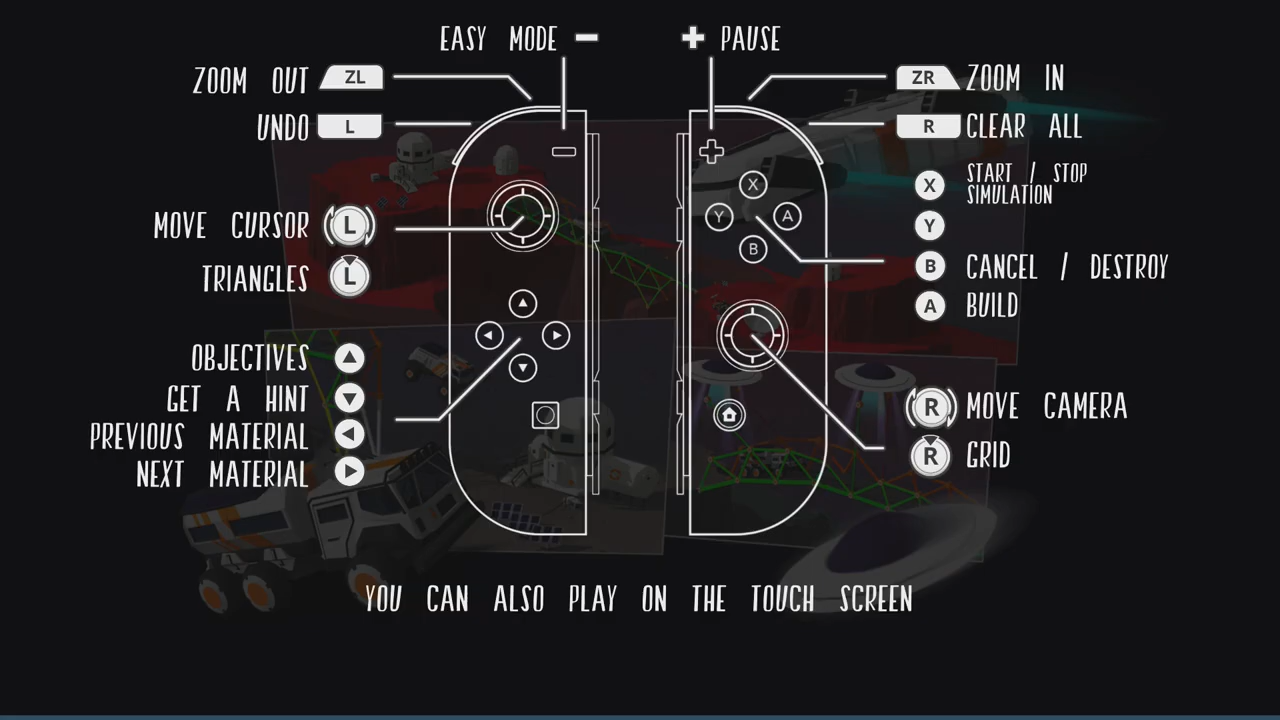 EASY MODE
PAUSE
ZOOM OUT ZL
ZR ZOOM IN
UNDO L
R CLEAR ALL
X START / STOP
SIMULATION
Y
MOVE CURSOR L
TRIANGLES L
B CANCEL / DESTROY
A BUILD
X
Y A
B
OBJECTIVES
GET A HINT
PREVIOUS MATERIAL
NEXT MATERIAL
R MOVE CAMERA
R GRID
YOU CAN ALSO PLAY ON THE TOUCH SCREEN